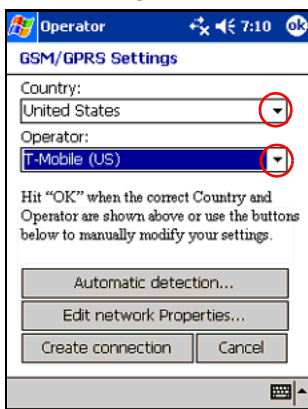 Operator 7:10 ok
GSM/GPRS Settings
Country:
United States
Operator:
T-Mobile (US)
Hit “OK” when the correct Country and
Operator are shown above or use the buttons
below to manually modify your settings.
Automatic detection...
Edit network Properties...
Create connection Cancel